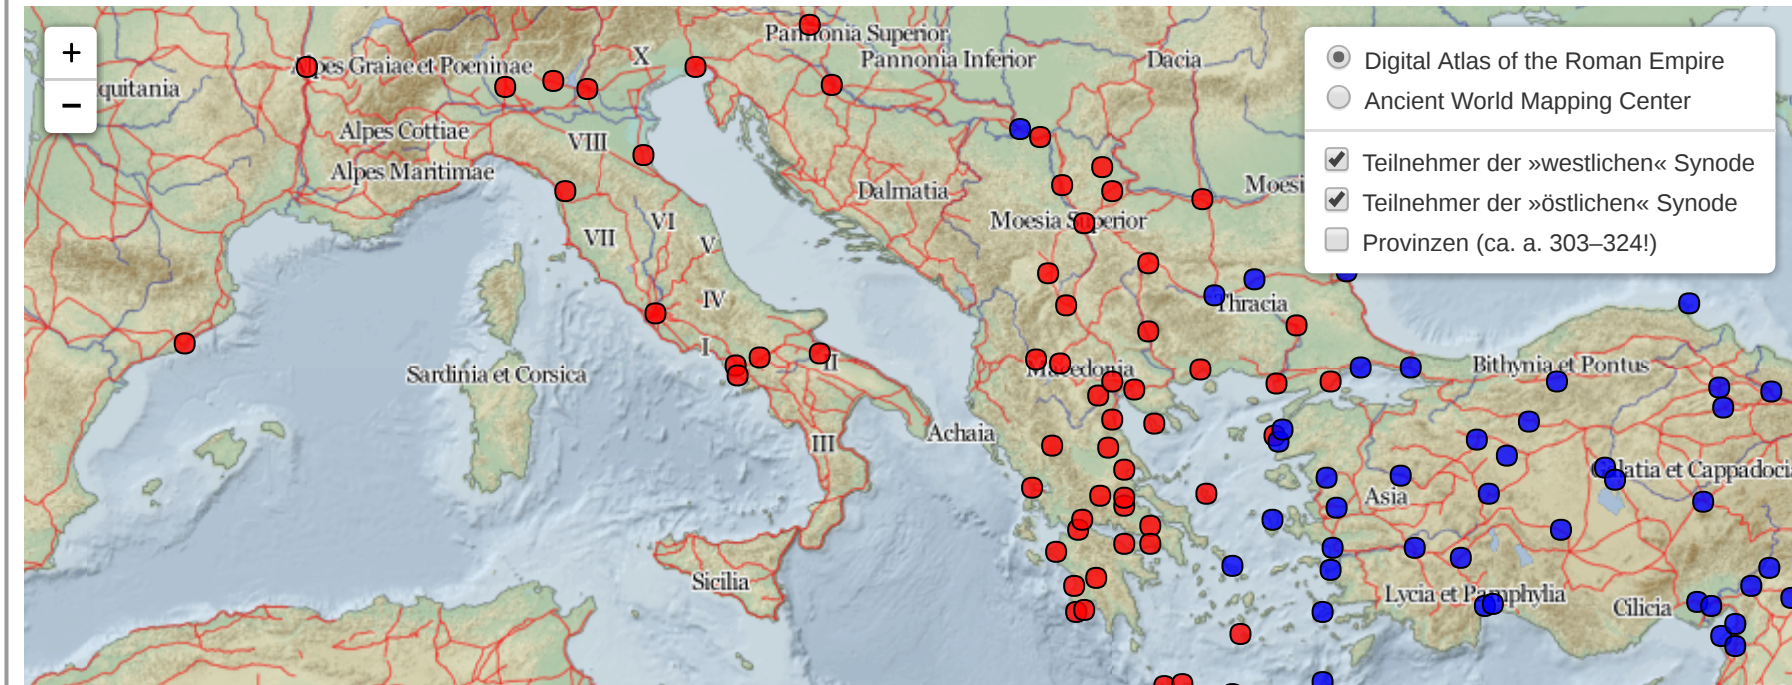 +
−
Pannonia Superior
Pannonia Inferior
X
Dacia
Alpes Graiae et Poeninae
quitania
Alpes Cottiae
VIII
Alpes Maritimae
Dalmatia
Moesi
Moesia Superior
VI
VII
V
IV
Thracia
I
II
Macedonia
Sardinia et Corsica
Bithynia et Pontus
Achaia
III
Galatia et Cappadoci
Asia
Sicilia
Lycia et Pamphylia
Cilicia
Digital Atlas of the Roman Empire
Ancient World Mapping Center
Teilnehmer der »westlichen« Synode
Teilnehmer der »östlichen« Synode
Provinzen (ca. a. 303–324!)